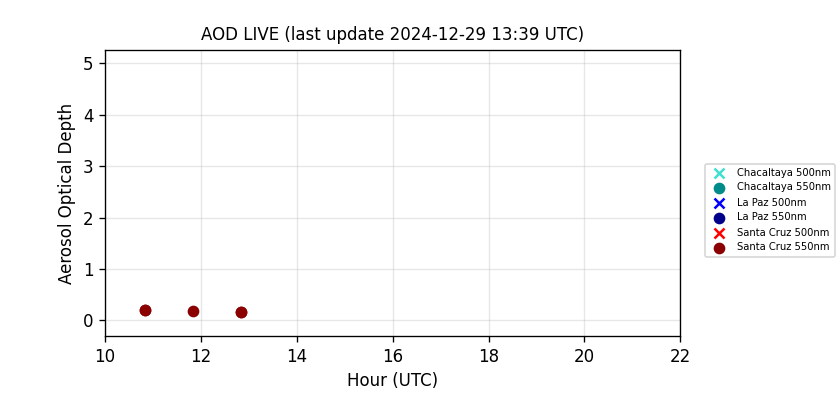 AOD LIVE (last update 2024-12-29 13:39 UTC)
5
4
3
2
1
0
Aerosol Optical Depth
10 12 14 16 18 20 22
Hour (UTC)
Chacaltaya 500nm
Chacaltaya 550nm
La Paz 500nm
La Paz 550nm
Santa Cruz 500nm
Santa Cruz 550nm